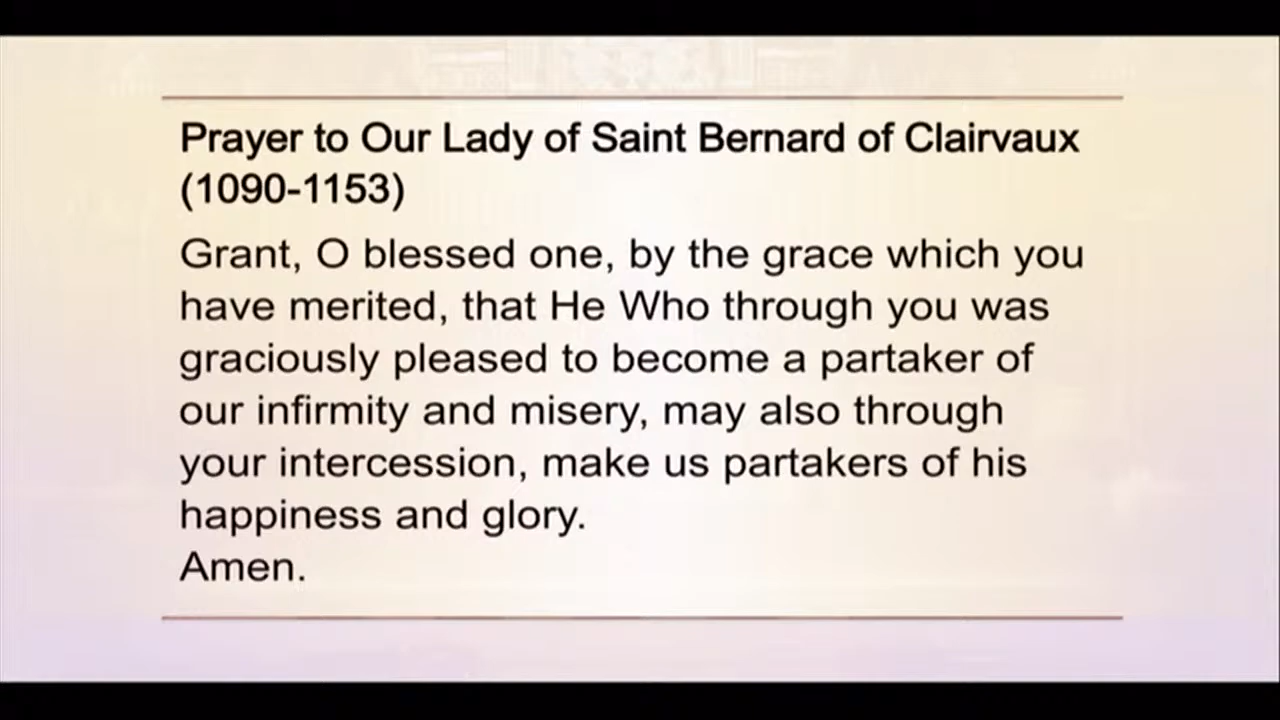 Prayer to Our Lady of Saint Bernard of Clairvaux
(1090-1153)
Grant, O blessed one, by the grace which you
have merited, that He Who through you was
graciously pleased to become a partaker of
our infirmity and misery, may also through
your intercession, make us partakers of his
happiness and glory.
Amen.